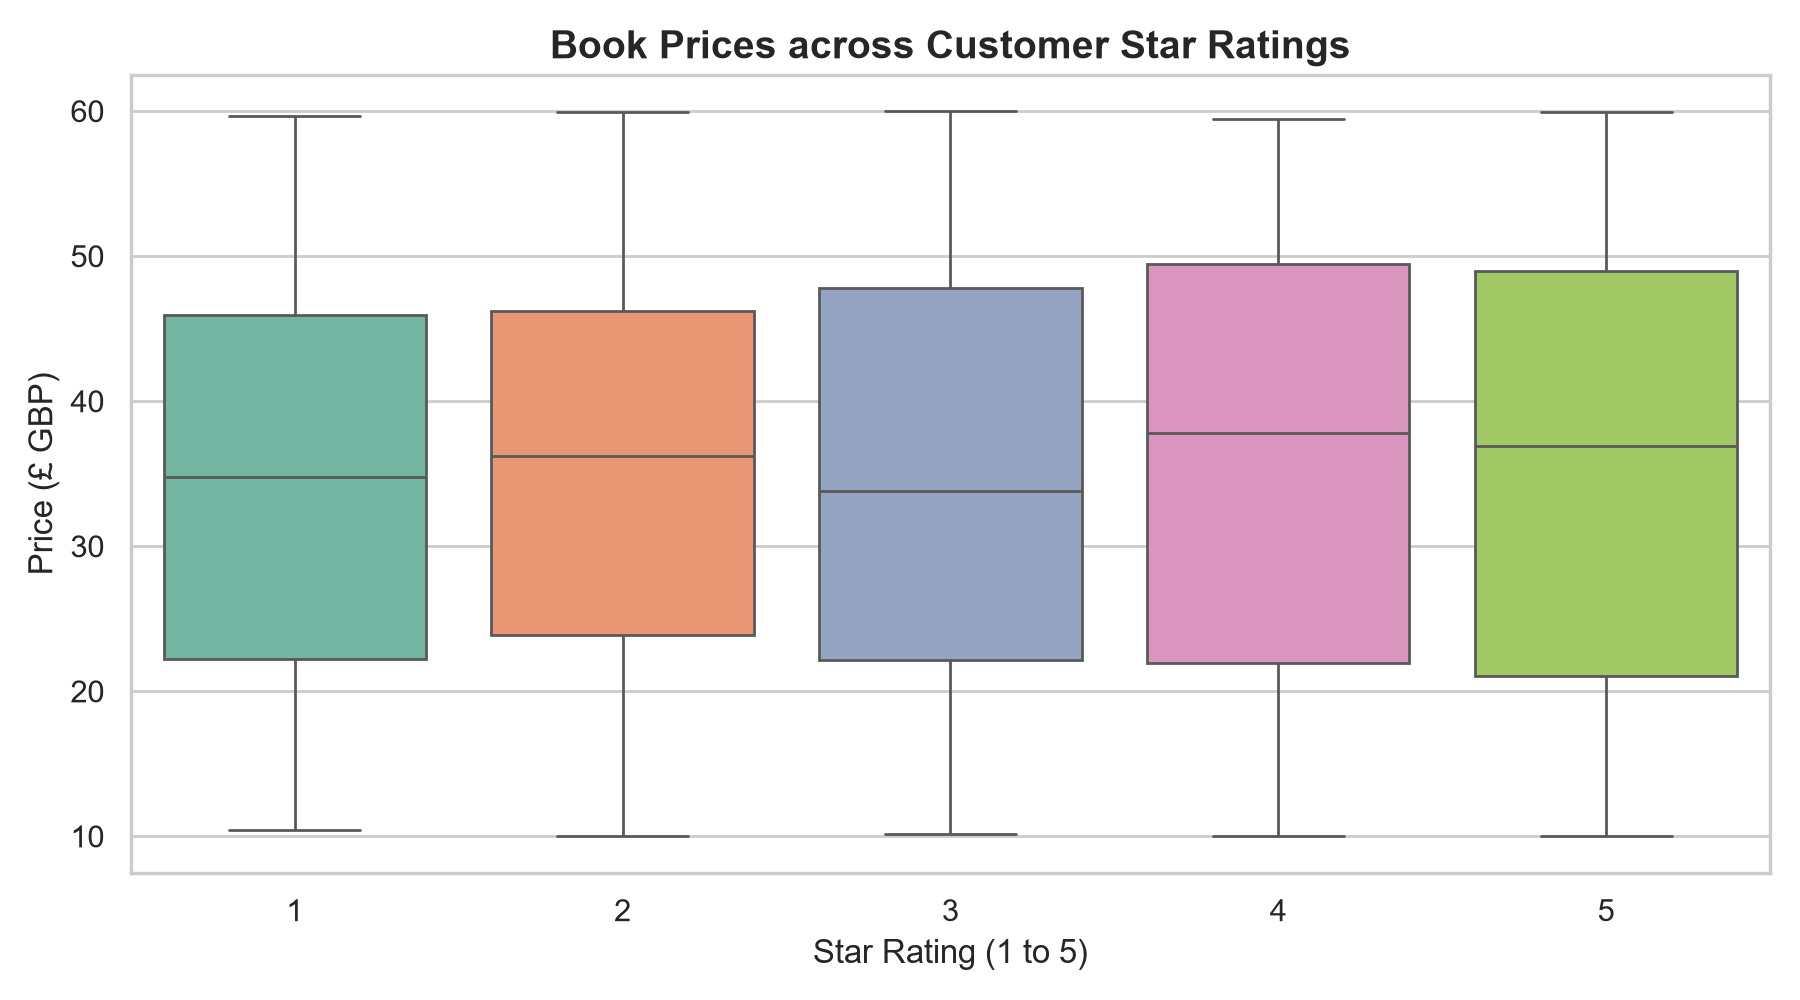 Book Prices across Customer Star Ratings
Price (£ GBP)
60
50
40
30
20
10
1 2 3 4 5
Star Rating (1 to 5)